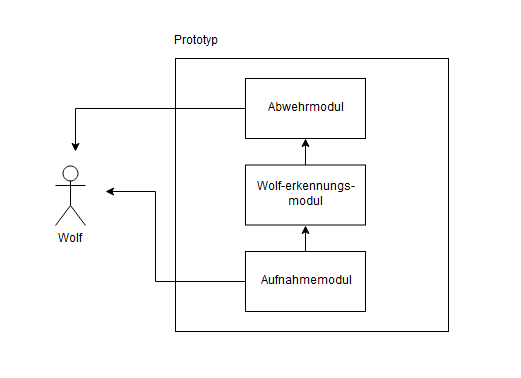 Prototyp
Abwehrmodul
Wolf-erkennungs-
modul
Wolf
Aufnahmemodul